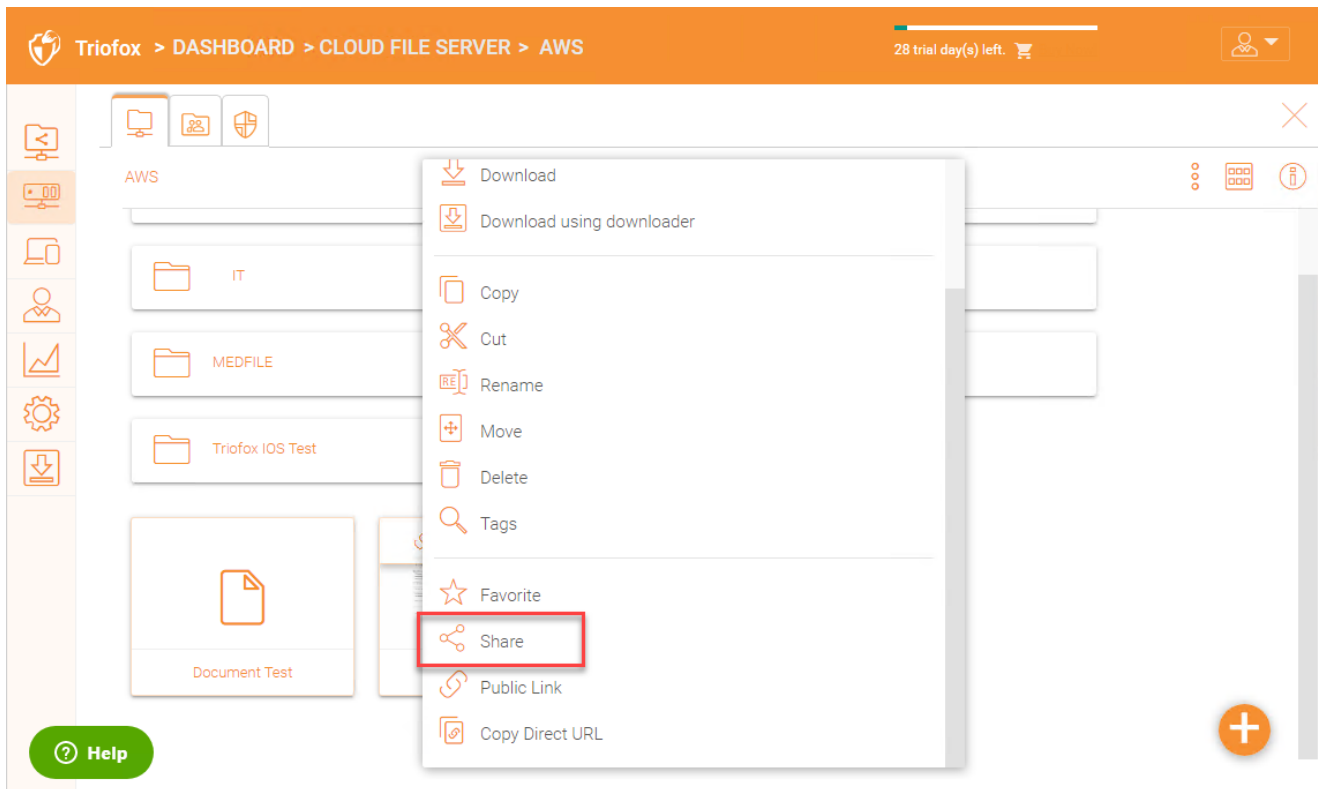 Triofox > DASHBOARD > CLOUD FILE SERVER > AWS
28 trial day(s) left.
AWS
IT
MEDFILE
Triofox IOS Test
Document Test
Download
Download using downloader
Copy
Cut
Rename
Move
Delete
Tags
Favorite
Share
Public Link
Copy Direct URL
Help